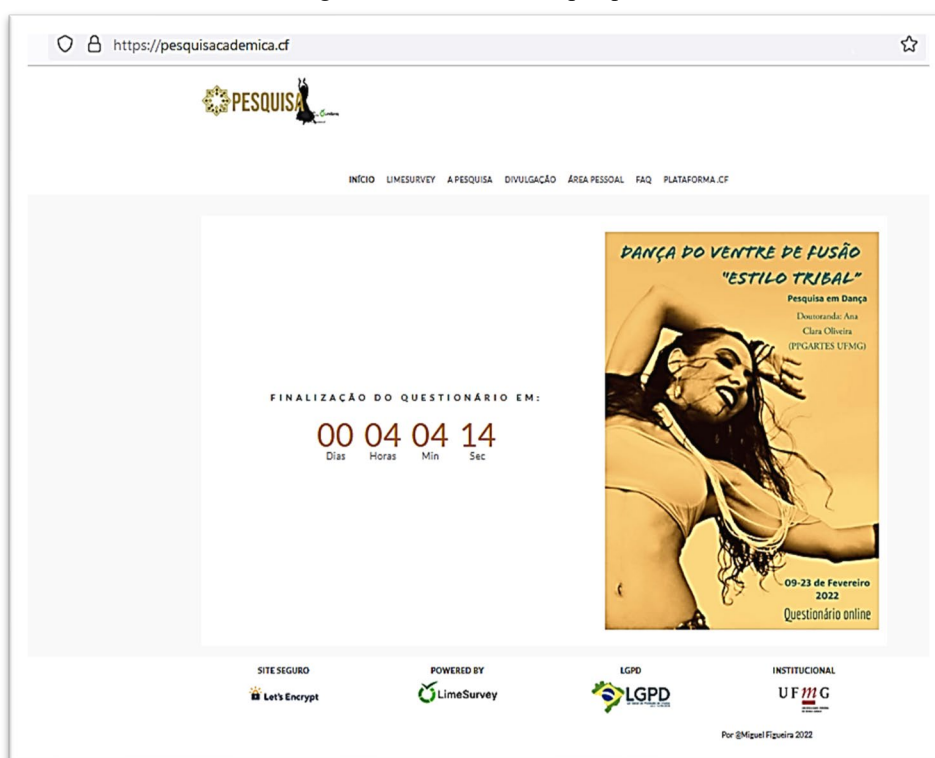 https://pesquisacademica.cf
PESQUISA
INÍCIO LIMESURVEY A PESQUISA DIVULGAÇÃO ÁREA PESSOAL FAQ PLATAFORMA.CF
DANÇA DO VENTRE DE FUSÃO
"ESTILO TRIBAL"
Pesquisa em Dança
Doutoranda: Ana
Clara Oliveira
(PPGARTES UFMG)
FINALIZAÇÃO DO QUESTIONÁRIO EM:
00 04 04 14
Dias Horas Min Sec
09-23 de Fevereiro
2022
Questionário online
SITE SEGURO POWERED BY LGPD INSTITUCIONAL
Let's Encrypt LimeSurvey LGPD UFMG
Por @Miguel Figueira 2022